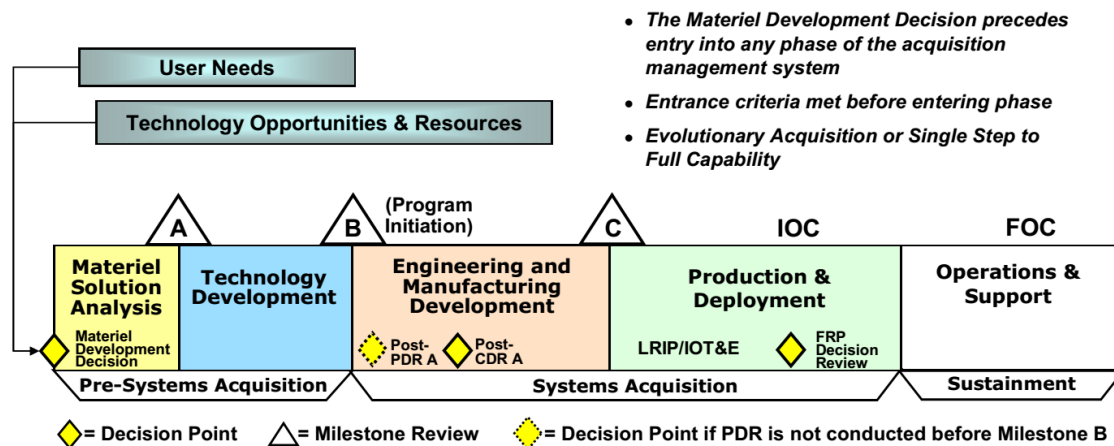 • The Materiel Development Decision precedes
entry into any phase of the acquisition
management system
• Entrance criteria met before entering phase
• Evolutionary Acquisition or Single Step to
Full Capability
User Needs
Technology Opportunities & Resources
A
B
(Program
Initiation)
C
IOC
FOC
Materiel
Solution
Analysis
Technology
Development
Engineering and
Manufacturing
Development
Production &
Deployment
Operations &
Support
Materiel
Development
Decision
Post-
PDR A
Post-
CDR A
LRIP/IOT&E
FRP
Decision
Review
Pre-Systems Acquisition
Systems Acquisition
Sustainment
= Decision Point
= Milestone Review
= Decision Point if PDR is not conducted before Milestone B